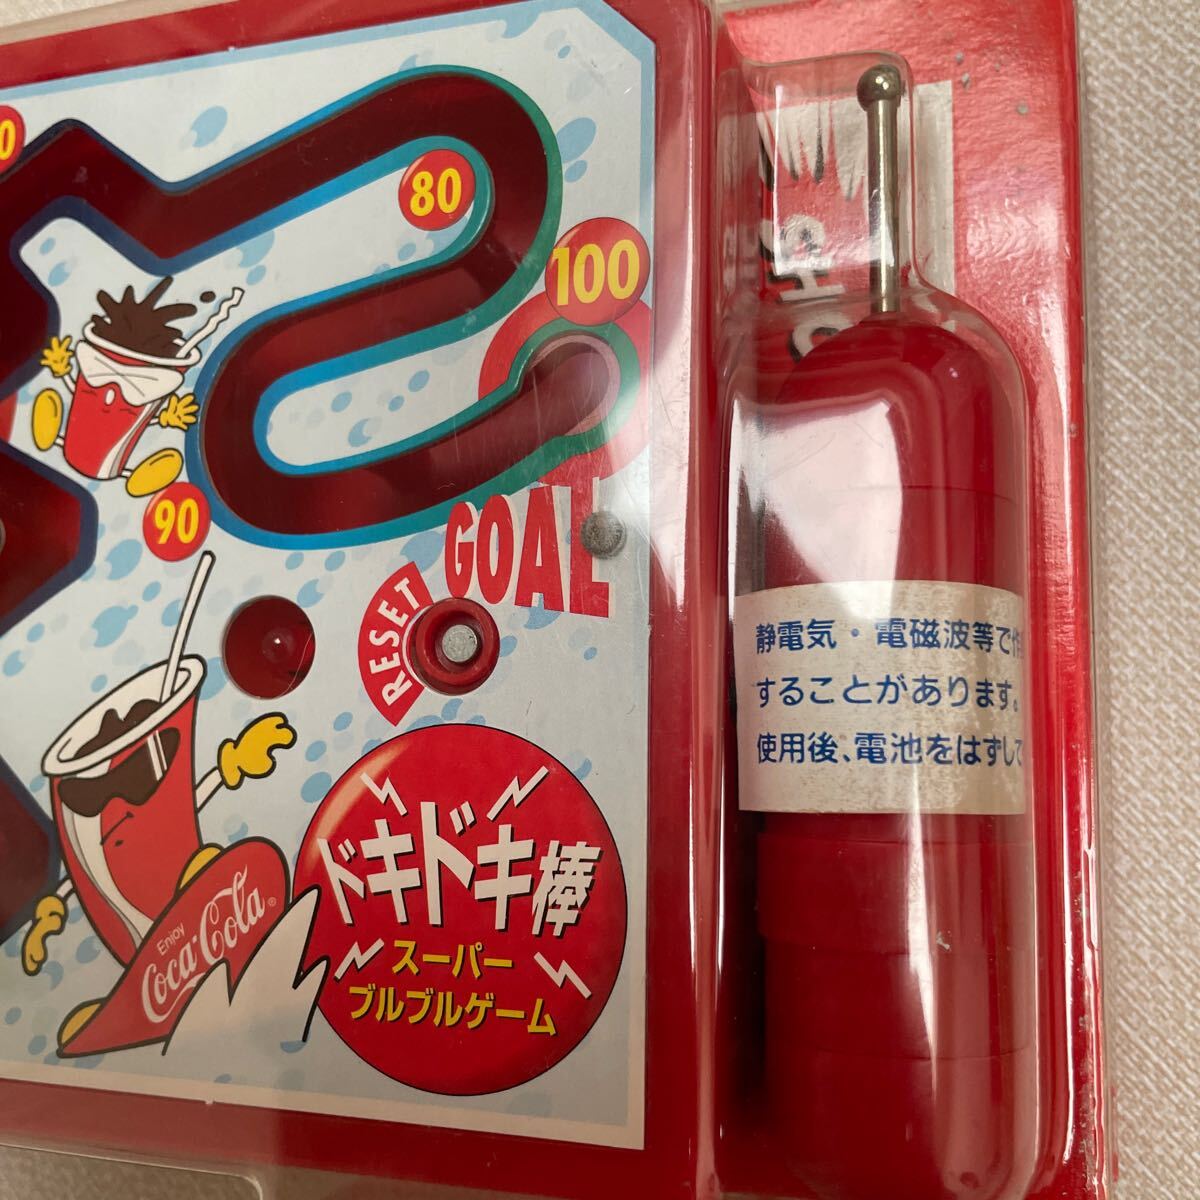 80
100
90
GOAL
RESET
ドキドキ棒
スーパー
ブルブルゲーム
Enjoy
Coca-Cola®
静電気・電磁波等で作
することがあります。
使用後、電池をはずして